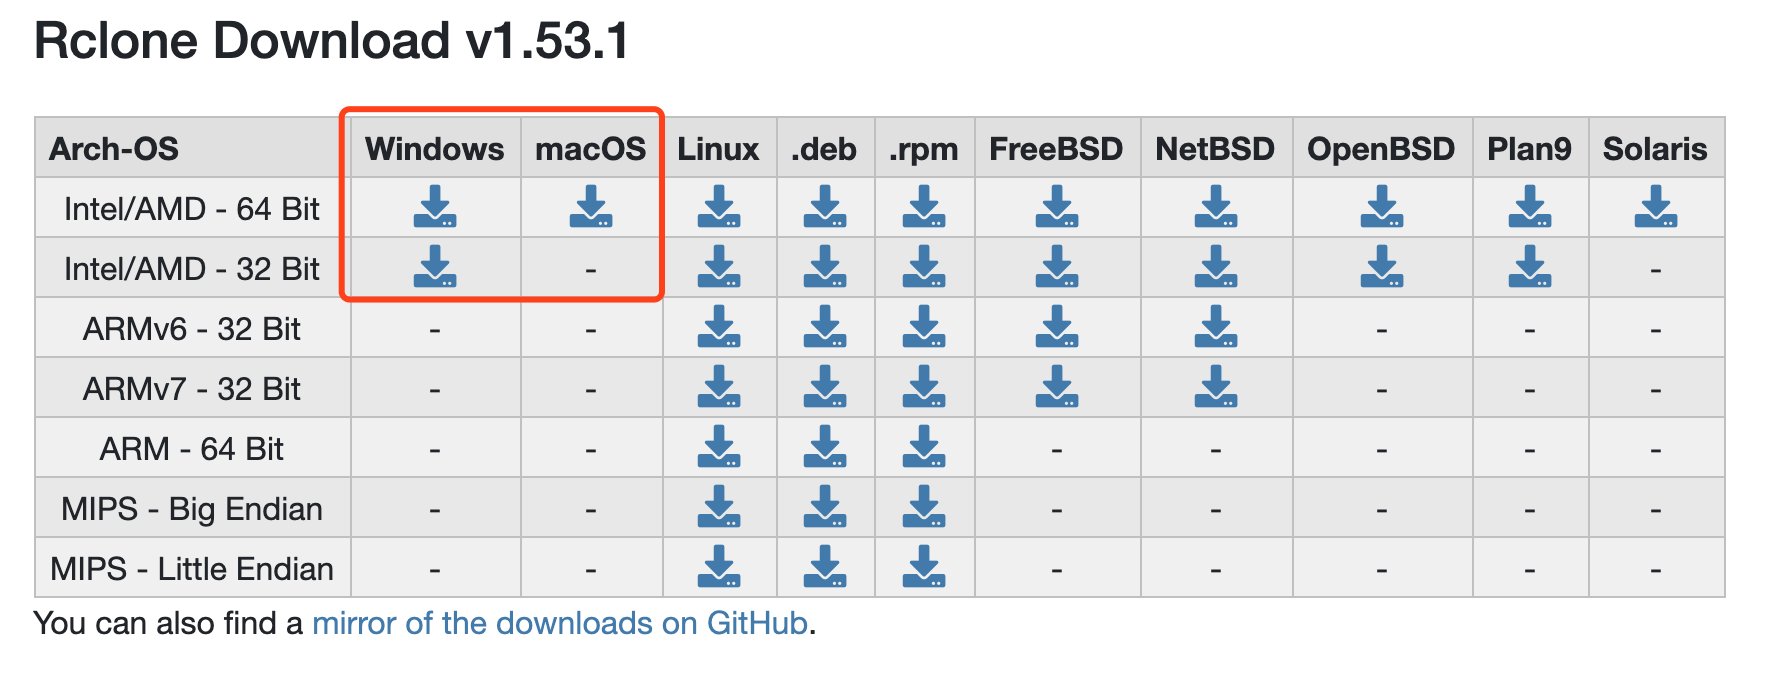 Rclone Download v1.53.1
Arch-OS Windows macOS Linux .deb .rpm FreeBSD NetBSD OpenBSD Plan9 Solaris
Intel/AMD - 64 Bit
Intel/AMD - 32 Bit - -
ARMv6 - 32 Bit - - - - -
ARMv7 - 32 Bit - - - - -
ARM - 64 Bit - - - - - - -
MIPS - Big Endian - - - - - - -
MIPS - Little Endian - - - - - - -
You can also find a mirror of the downloads on GitHub.